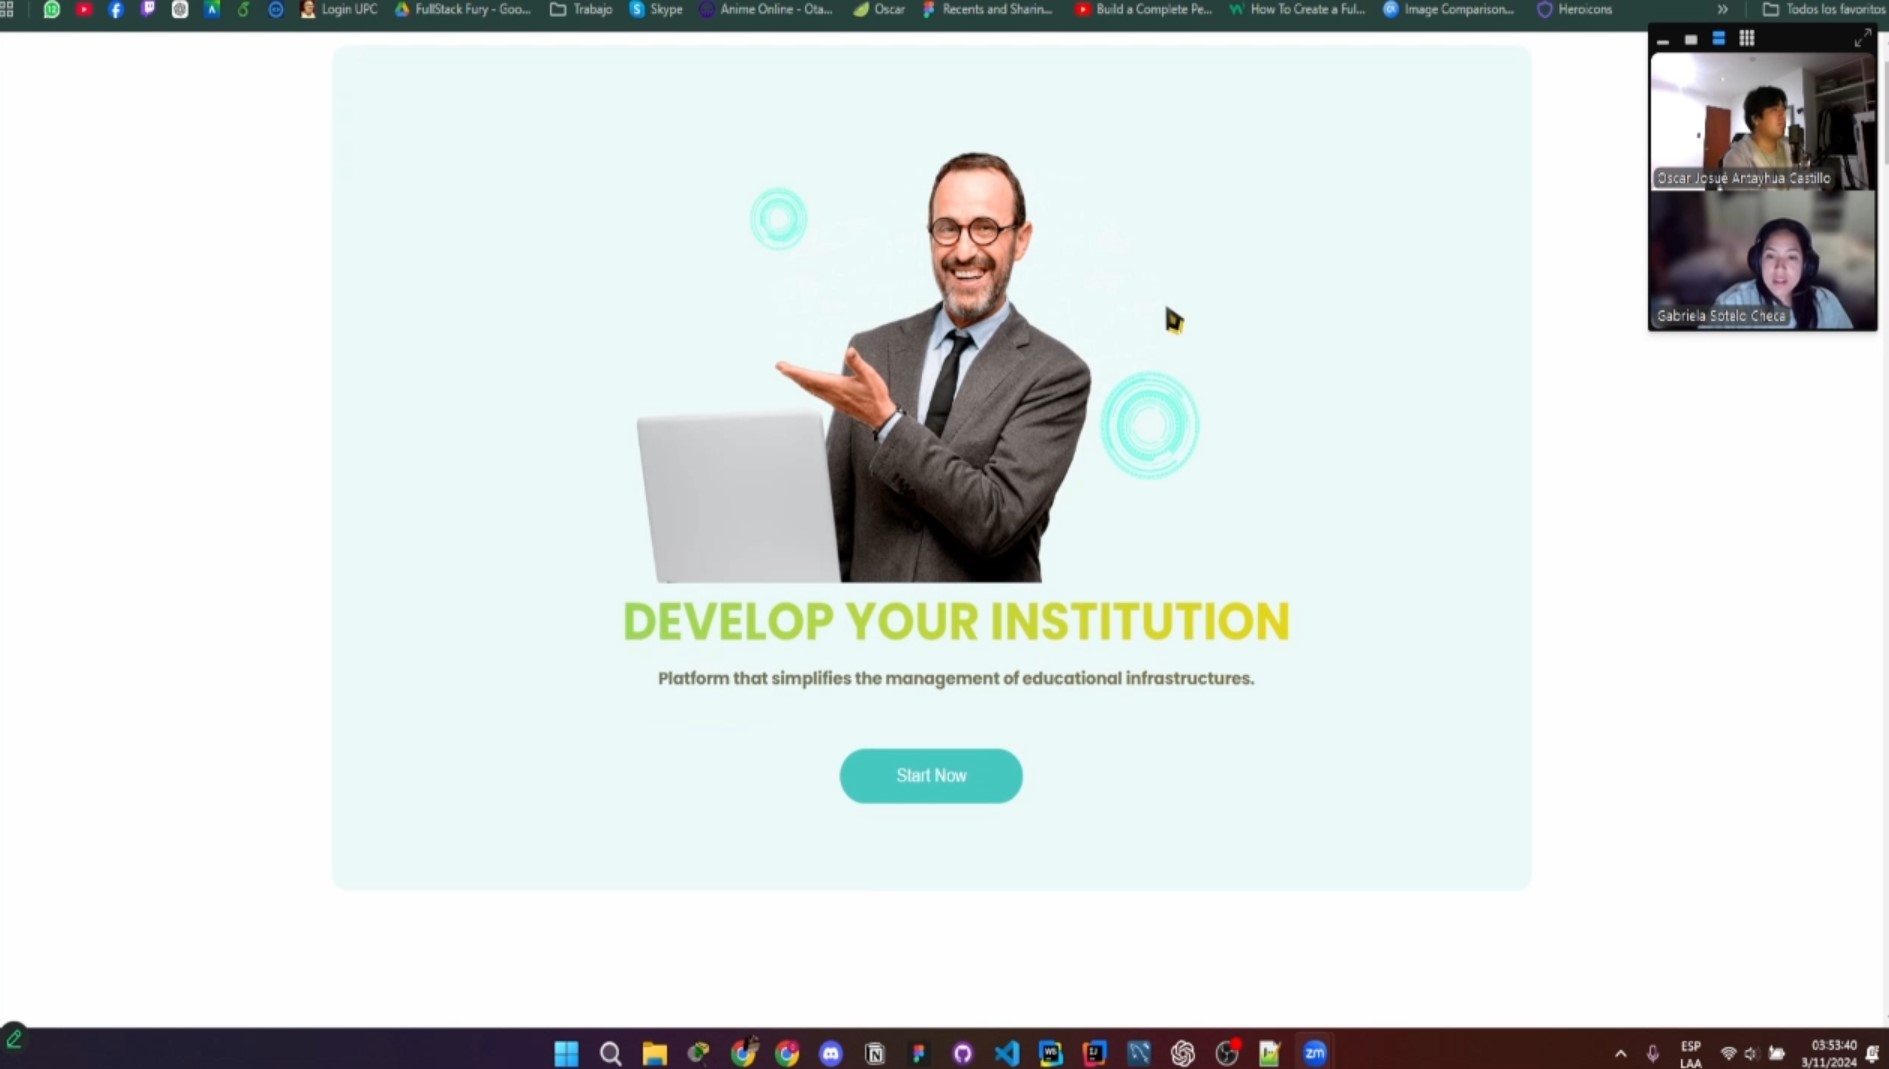 Login UPC
FullStack Fury - Goo...
Trabajo
Skype
Anime Online - Ota...
Oscar
Recents and Sharin...
Build a Complete Pe...
How To Create a Ful...
Image Comparison...
Heroicons
»
Todos los favoritos
Oscar Josué Antayhua Castillo
Gabriela Sotelo Checa
DEVELOP YOUR INSTITUTION
Platform that simplifies the management of educational infrastructures.
Start Now
zm
ESP
LAA
03:53:40
3/11/2024